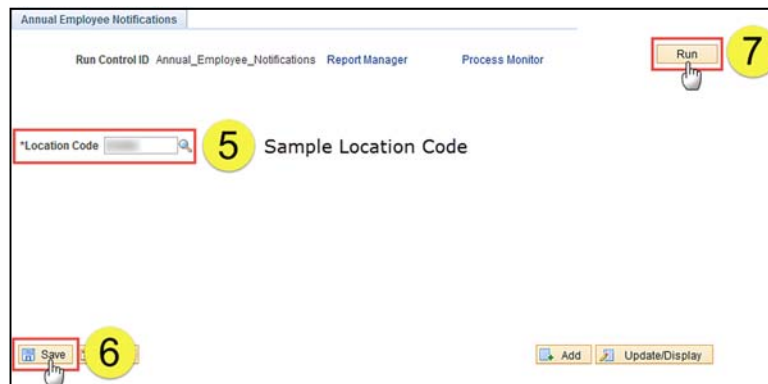 Annual Employee Notifications
Run Control ID Annual_Employee_Notifications Report Manager Process Monitor Run 7
*Location Code 5 Sample Location Code
Save 6 Add Update/Display